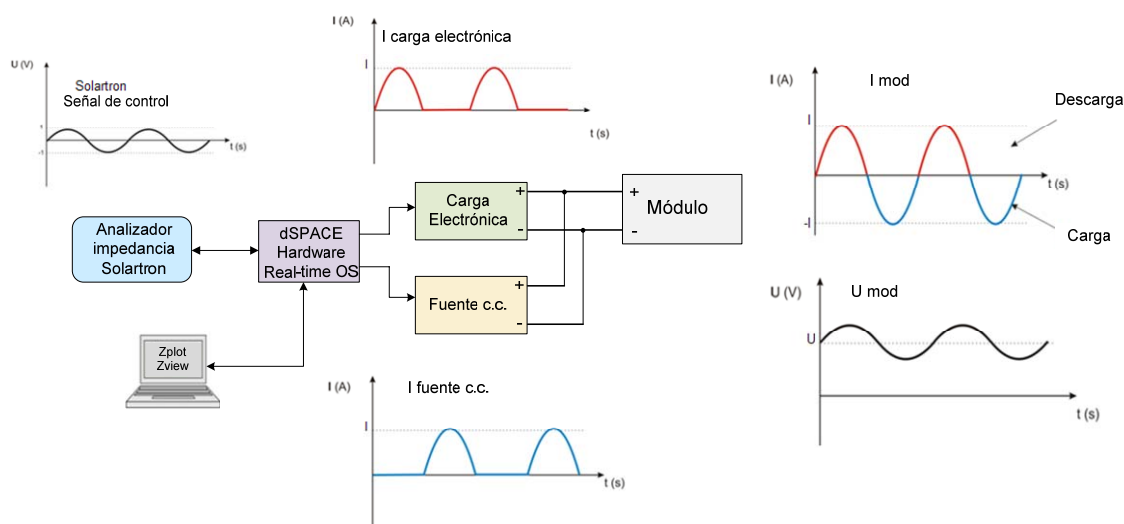 I (A)
I carga electrónica
I
t (s)
U (V)
Solartron
Señal de control
1
-1
t (s)
I (A)
I mod
Descarga
I
t (s)
-I
Carga
Analizador
impedancia
Solartron
dSPACE
Hardware
Real-time OS
Carga
Electrónica
+
-
+
-
Módulo
Fuente c.c.
+
-
U (V)
U mod
U
t (s)
Zplot
Zview
I (A)
I fuente c.c.
I
t (s)